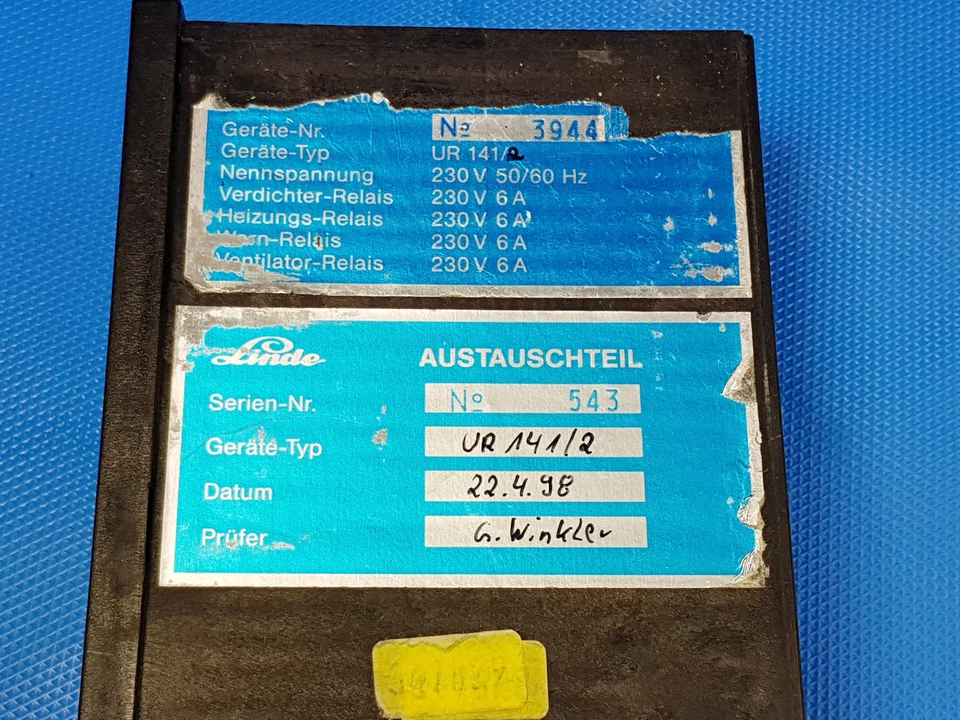 Geräte-Nr. No 3944
Geräte-Typ UR 141/2
Nennspannung 230 V 50/60 Hz
Verdichter-Relais 230 V 6 A
Heizungs-Relais 230 V 6 A
Warn-Relais 230 V 6 A
Ventilator-Relais 230 V 6 A
Linde AUSTAUSCHTEIL
Serien-Nr. No 543
Geräte-Typ UR 141/2
Datum 22.4.98
Prüfer G. Winkler